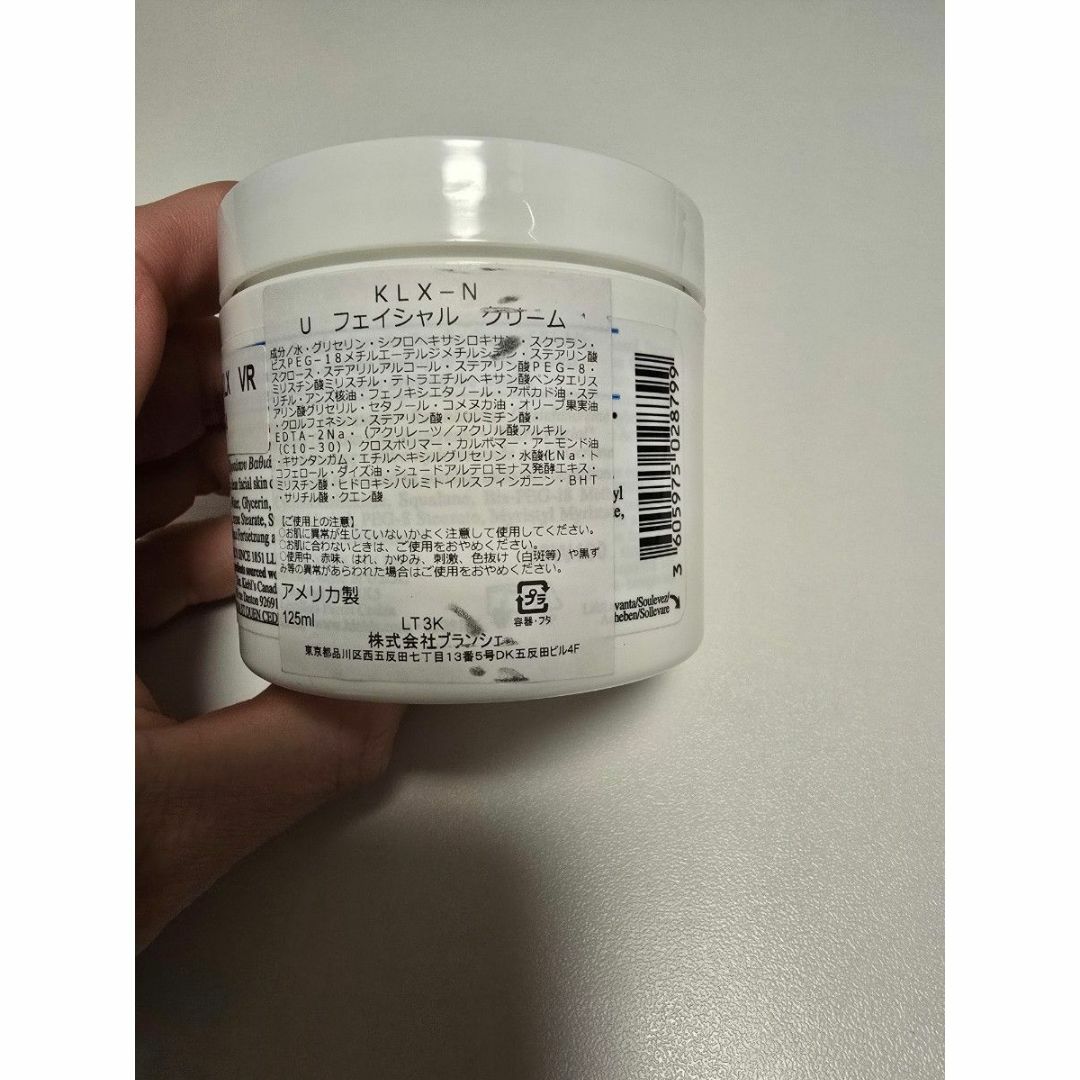 KLX-N
U フェイシャル クリーム
成分/水・グリセリン・シクロヘキサシロキサン・スクワラン・
ビスPEG-18メチルエーテルジメチルシラン・ステアリン酸
スクロース・ステアリルアルコール・ステアリン酸PEG-8・
ミリスチン酸ミリスチル・テトラエチルヘキサン酸ペンタエリス
リチル・アンズ核油・フェノキシエタノール・アボカド油・ステ
アリン酸グリセリル・セタノール・コメヌカ油・オリーブ果実油
・クロルフェネシン・ステアリン酸・パルミチン酸・
EDTA-2Na・(アクリレーツ/アクリル酸アルキル
(C10-30))クロスポリマー・カルボマー・アーモンド油
・キサンタンガム・エチルヘキシルグリセリン・水酸化Na・ト
コフェロール・ダイズ油・シュードアルテロモナス発酵エキス・
ミリスチン酸・ヒドロキシパルミトイルスフィンガニン・BHT
・サリチル酸・クエン酸
【ご使用上の注意】
○お肌に異常が生じていないかよく注意して使用してください。
○お肌に合わないときは、ご使用をおやめください。
○使用中、赤味、はれ、かゆみ、刺激、色抜け(白斑等)や黒ず
み等の異常があらわれた場合はご使用をおやめください。
アメリカ製
125ml
LT3K
プラ
容器・フタ
株式会社ブランシェ
東京都品川区西五反田七丁目13番5号DK五反田ビル4F
LX VR
facial skin
Glycerin,
Stearate, S
Fortsetzung a
SINCE 1851 LL
sourced
Kiehl's Canad
Danton 92691
CED
Squalane, Bis-PEG-18
3 605975 028799
vanta/Soulevez/
heben/Sollevare